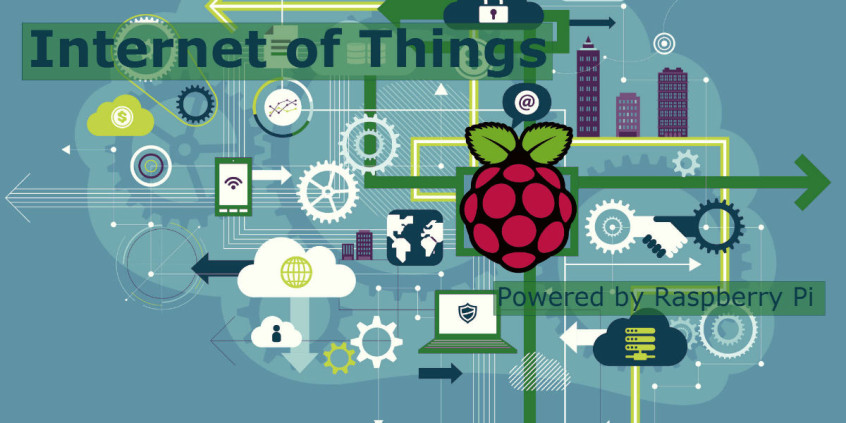 Internet of Things
@
$
Powered by Raspberry Pi